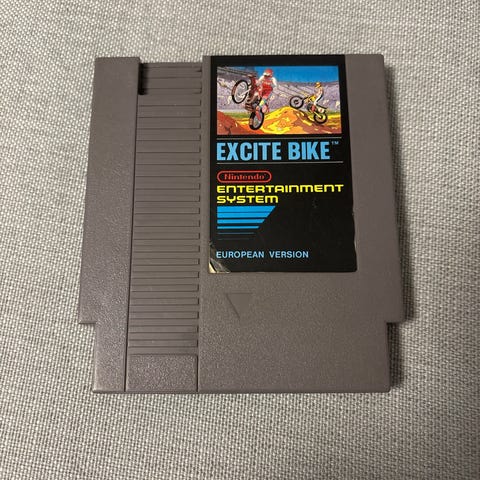 EXCITE BIKE™
Nintendo
ENTERTAINMENT
SYSTEM
EUROPEAN VERSION